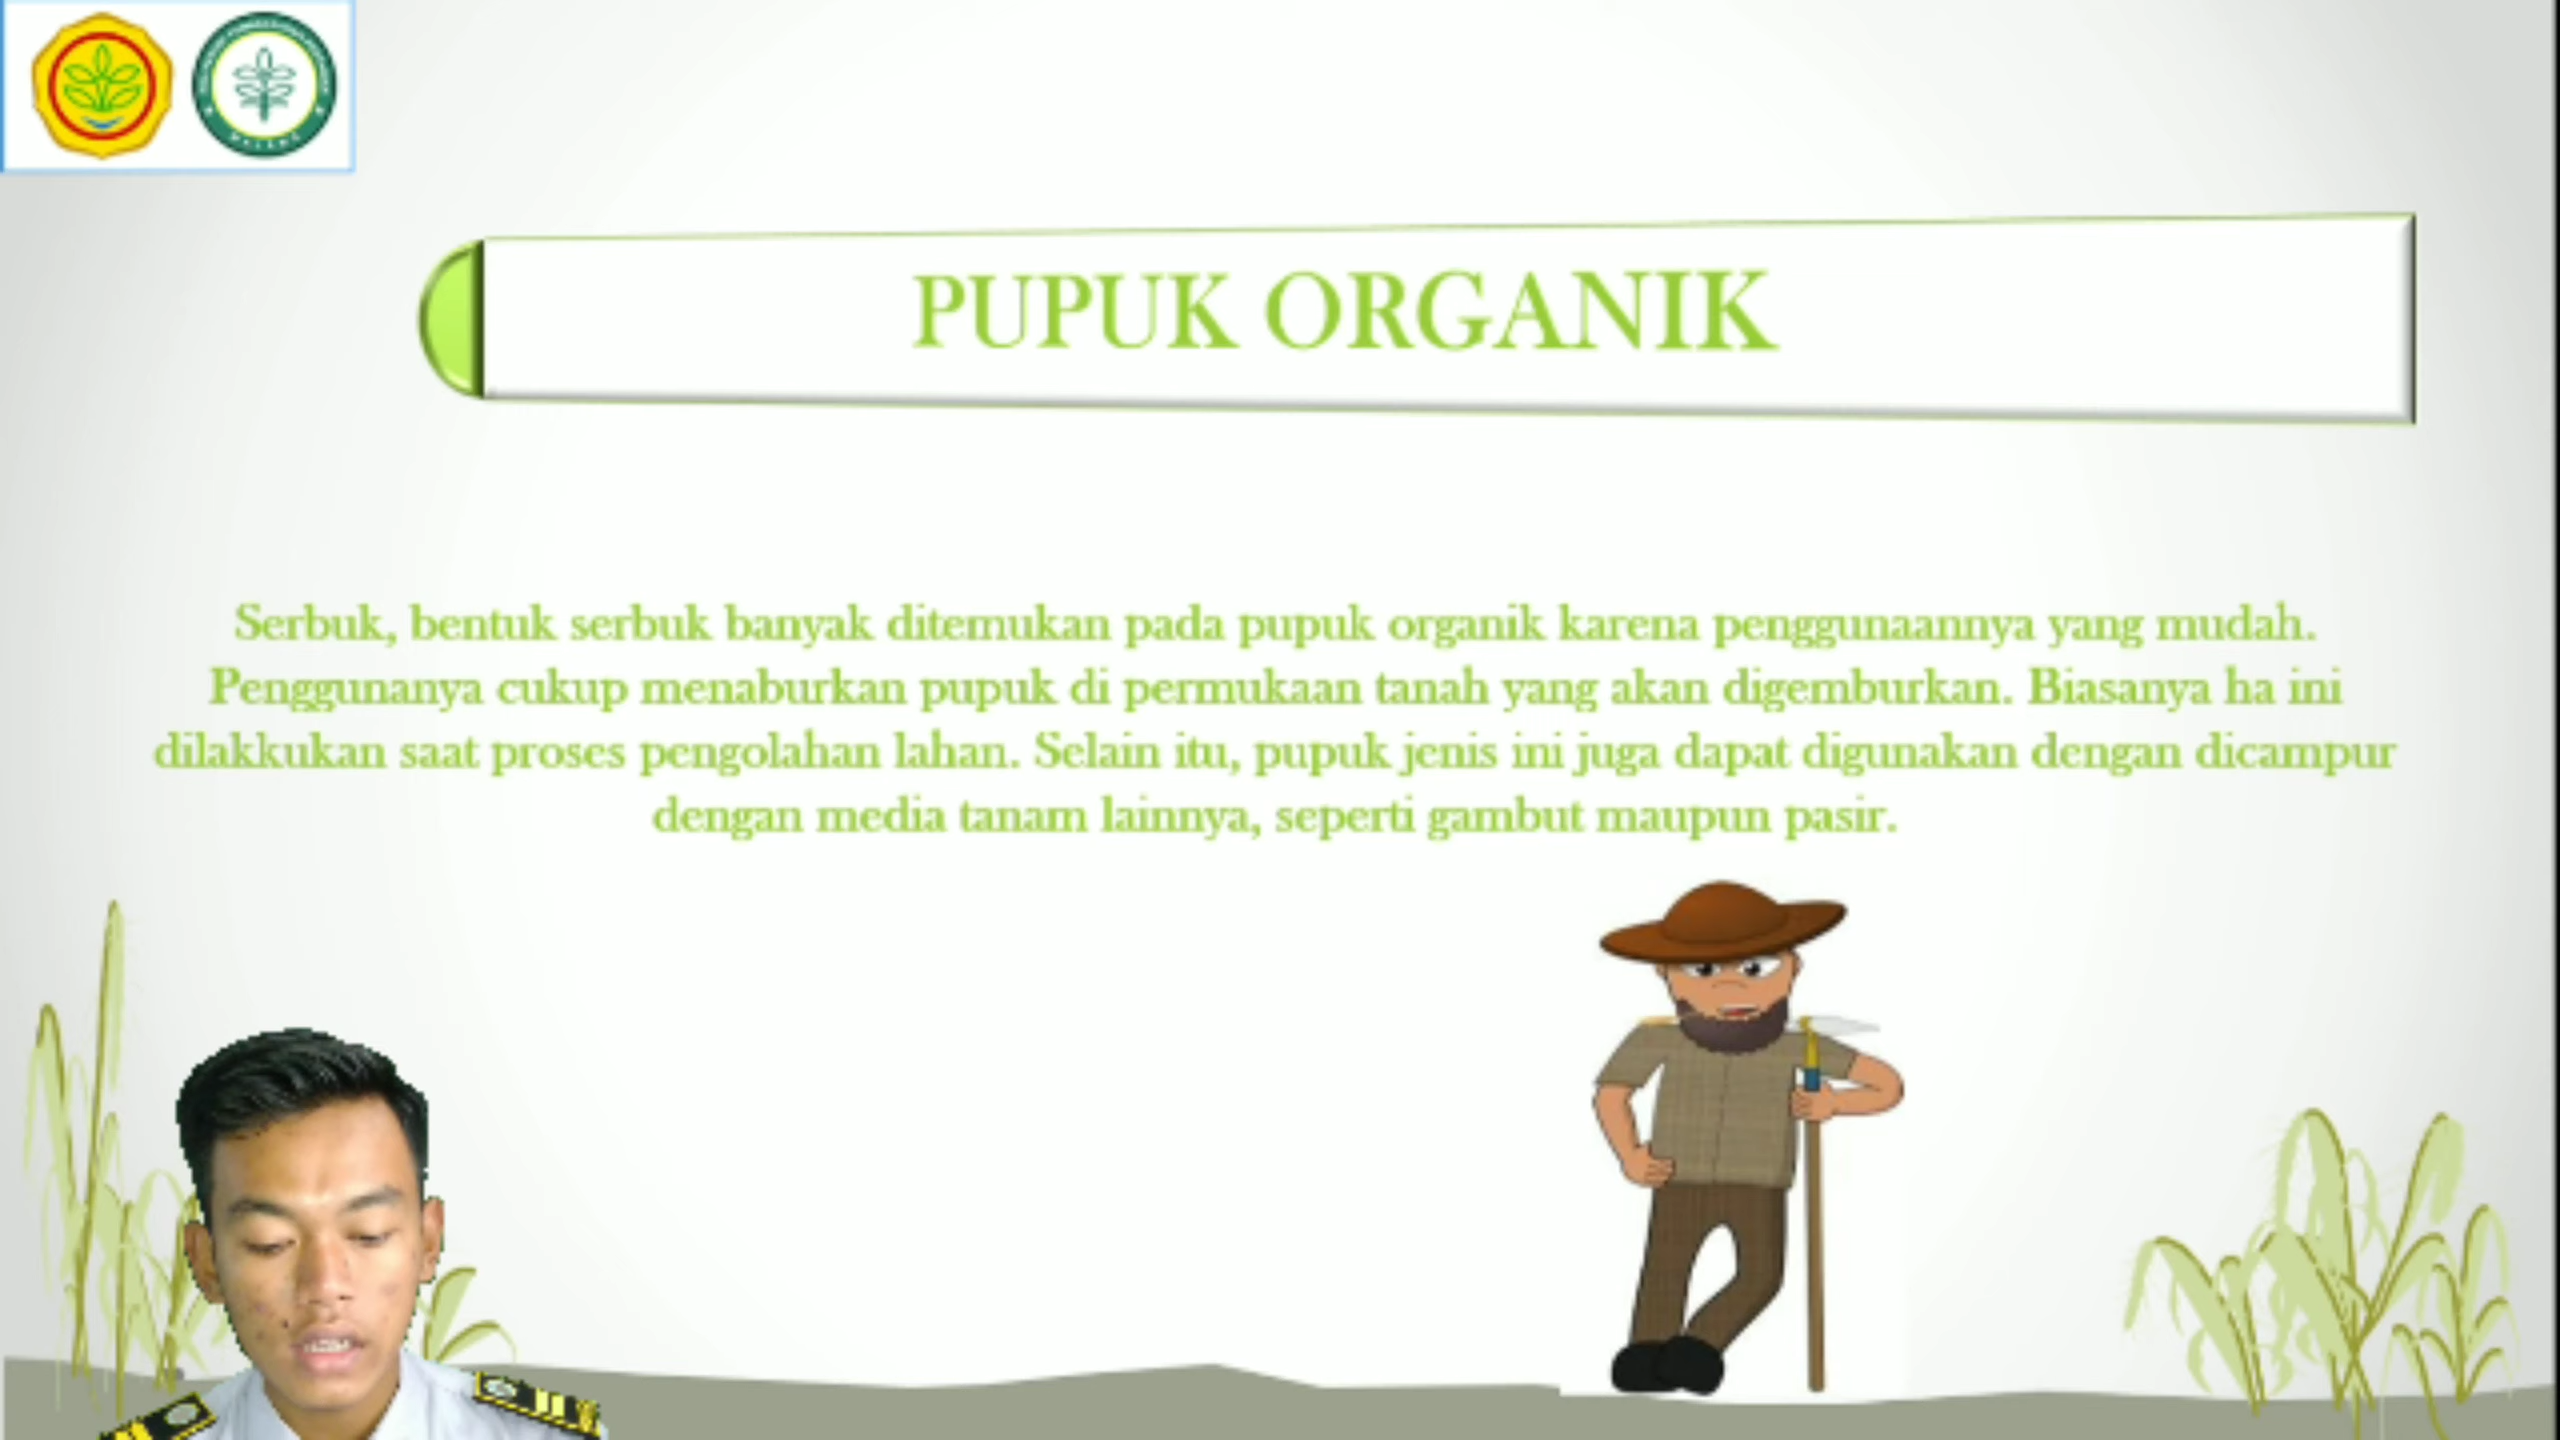 PUPUK ORGANIK
Serbuk, bentuk serbuk banyak ditemukan pada pupuk organik karena penggunaannya yang mudah.
Penggunanya cukup menaburkan pupuk di permukaan tanah yang akan digemburkan. Biasanya ha ini
dilakkukan saat proses pengolahan lahan. Selain itu, pupuk jenis ini juga dapat digunakan dengan dicampur
dengan media tanam lainnya, seperti gambut maupun pasir.